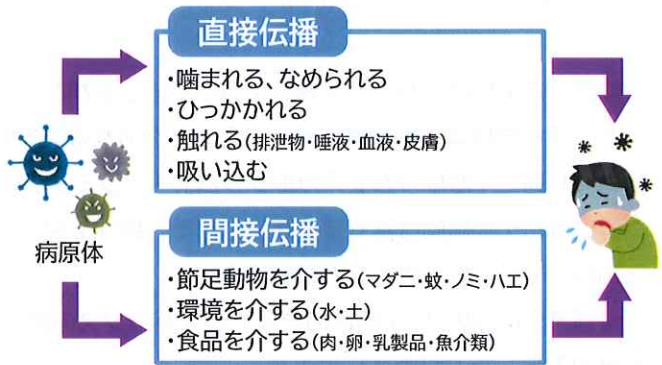 直接伝播
・噛まれる、なめられる
・ひっかかれる
・触れる(排泄物・唾液・血液・皮膚)
・吸い込む
病原体
間接伝播
・節足動物を介する(マダニ・蚊・ノミ・ハエ)
・環境を介する(水・土)
・食品を介する(肉・卵・乳製品・魚介類)